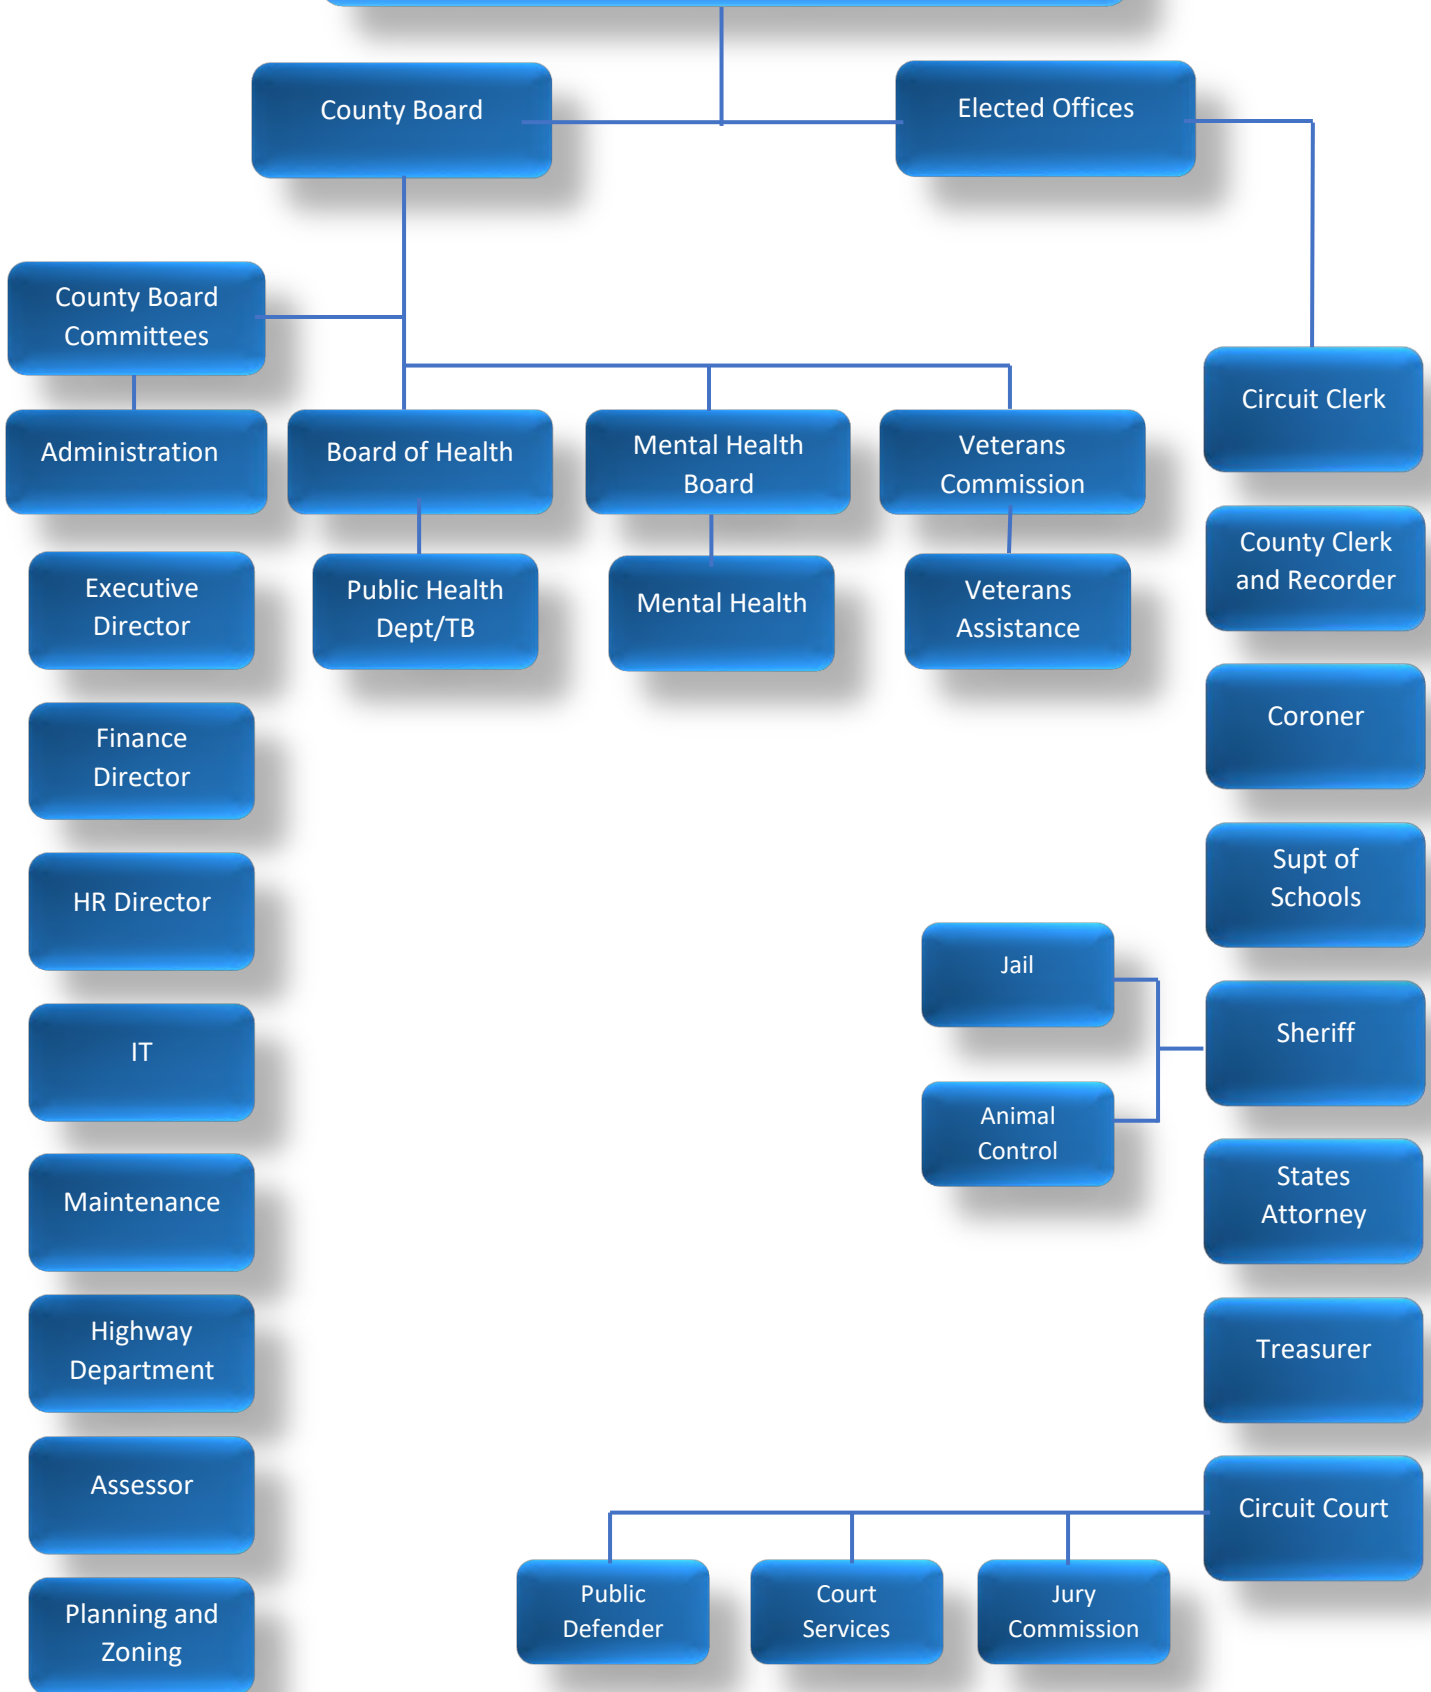 County Board
Elected Offices
County Board
Committees
Administration
Board of Health
Mental Health
Board
Veterans
Commission
Circuit Clerk
Executive
Director
Public Health
Dept/TB
Mental Health
Veterans
Assistance
County Clerk
and Recorder
Finance
Director
Coroner
HR Director
Supt of
Schools
Jail
Sheriff
IT
Animal
Control
Maintenance
States
Attorney
Highway
Department
Treasurer
Assessor
Circuit Court
Planning and
Zoning
Public
Defender
Court
Services
Jury
Commission